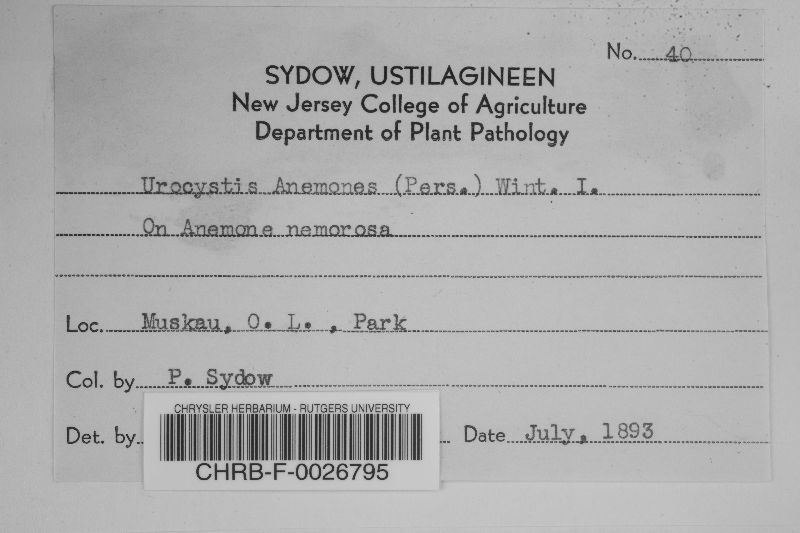 No. 40
SYDOW, USTILAGINEEN
New Jersey College of Agriculture
Department of Plant Pathology
Urocystis Anemones (Pers.) Wint. I.
On Anemone nemorosa
Loc. Muskau, O. L. , Park
Col. by P. Sydow
Det. by Date July, 1893
CHRYSLER HERBARIUM - RUTGERS UNIVERSITY
CHRB-F-0026795